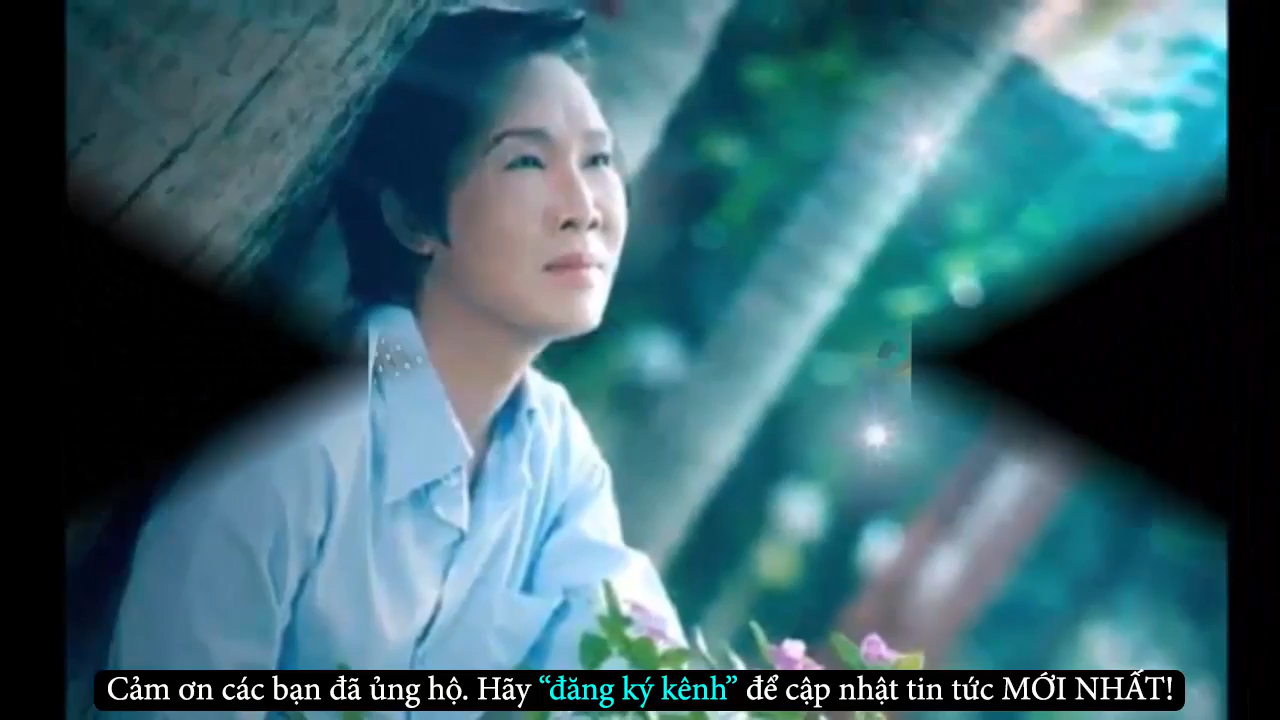 Cảm ơn các bạn đã ủng hộ. Hãy “đăng ký kênh” để cập nhật tin tức MỚI NHẤT!